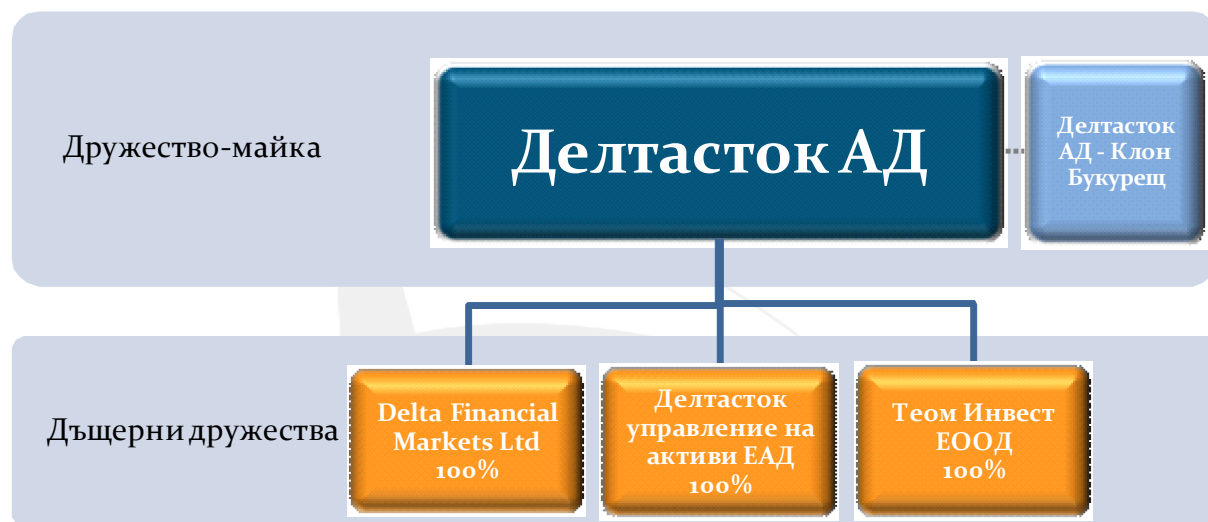 Дружество-майка
Делтасток АД
Делтасток
АД - Клон
Букурещ
Дъщерни дружества
Delta Financial
Markets Ltd
100%
Делтасток
управление на
активи ЕАД
100%
Теом Инвест
ЕООД
100%